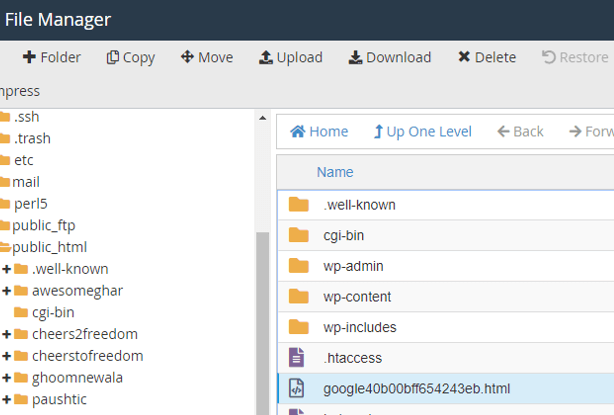 File Manager
Folder Copy Move Upload Download Delete Restore
press
.ssh
.trash
etc
mail
perl5
public_ftp
public_html
.well-known
awesomeghar
cgi-bin
cheers2freedom
cheerstofreedom
ghoomnewala
paushtic
Home Up One Level Back Forw
Name
.well-known
cgi-bin
wp-admin
wp-content
wp-includes
.htaccess
google40b00bff654243eb.html